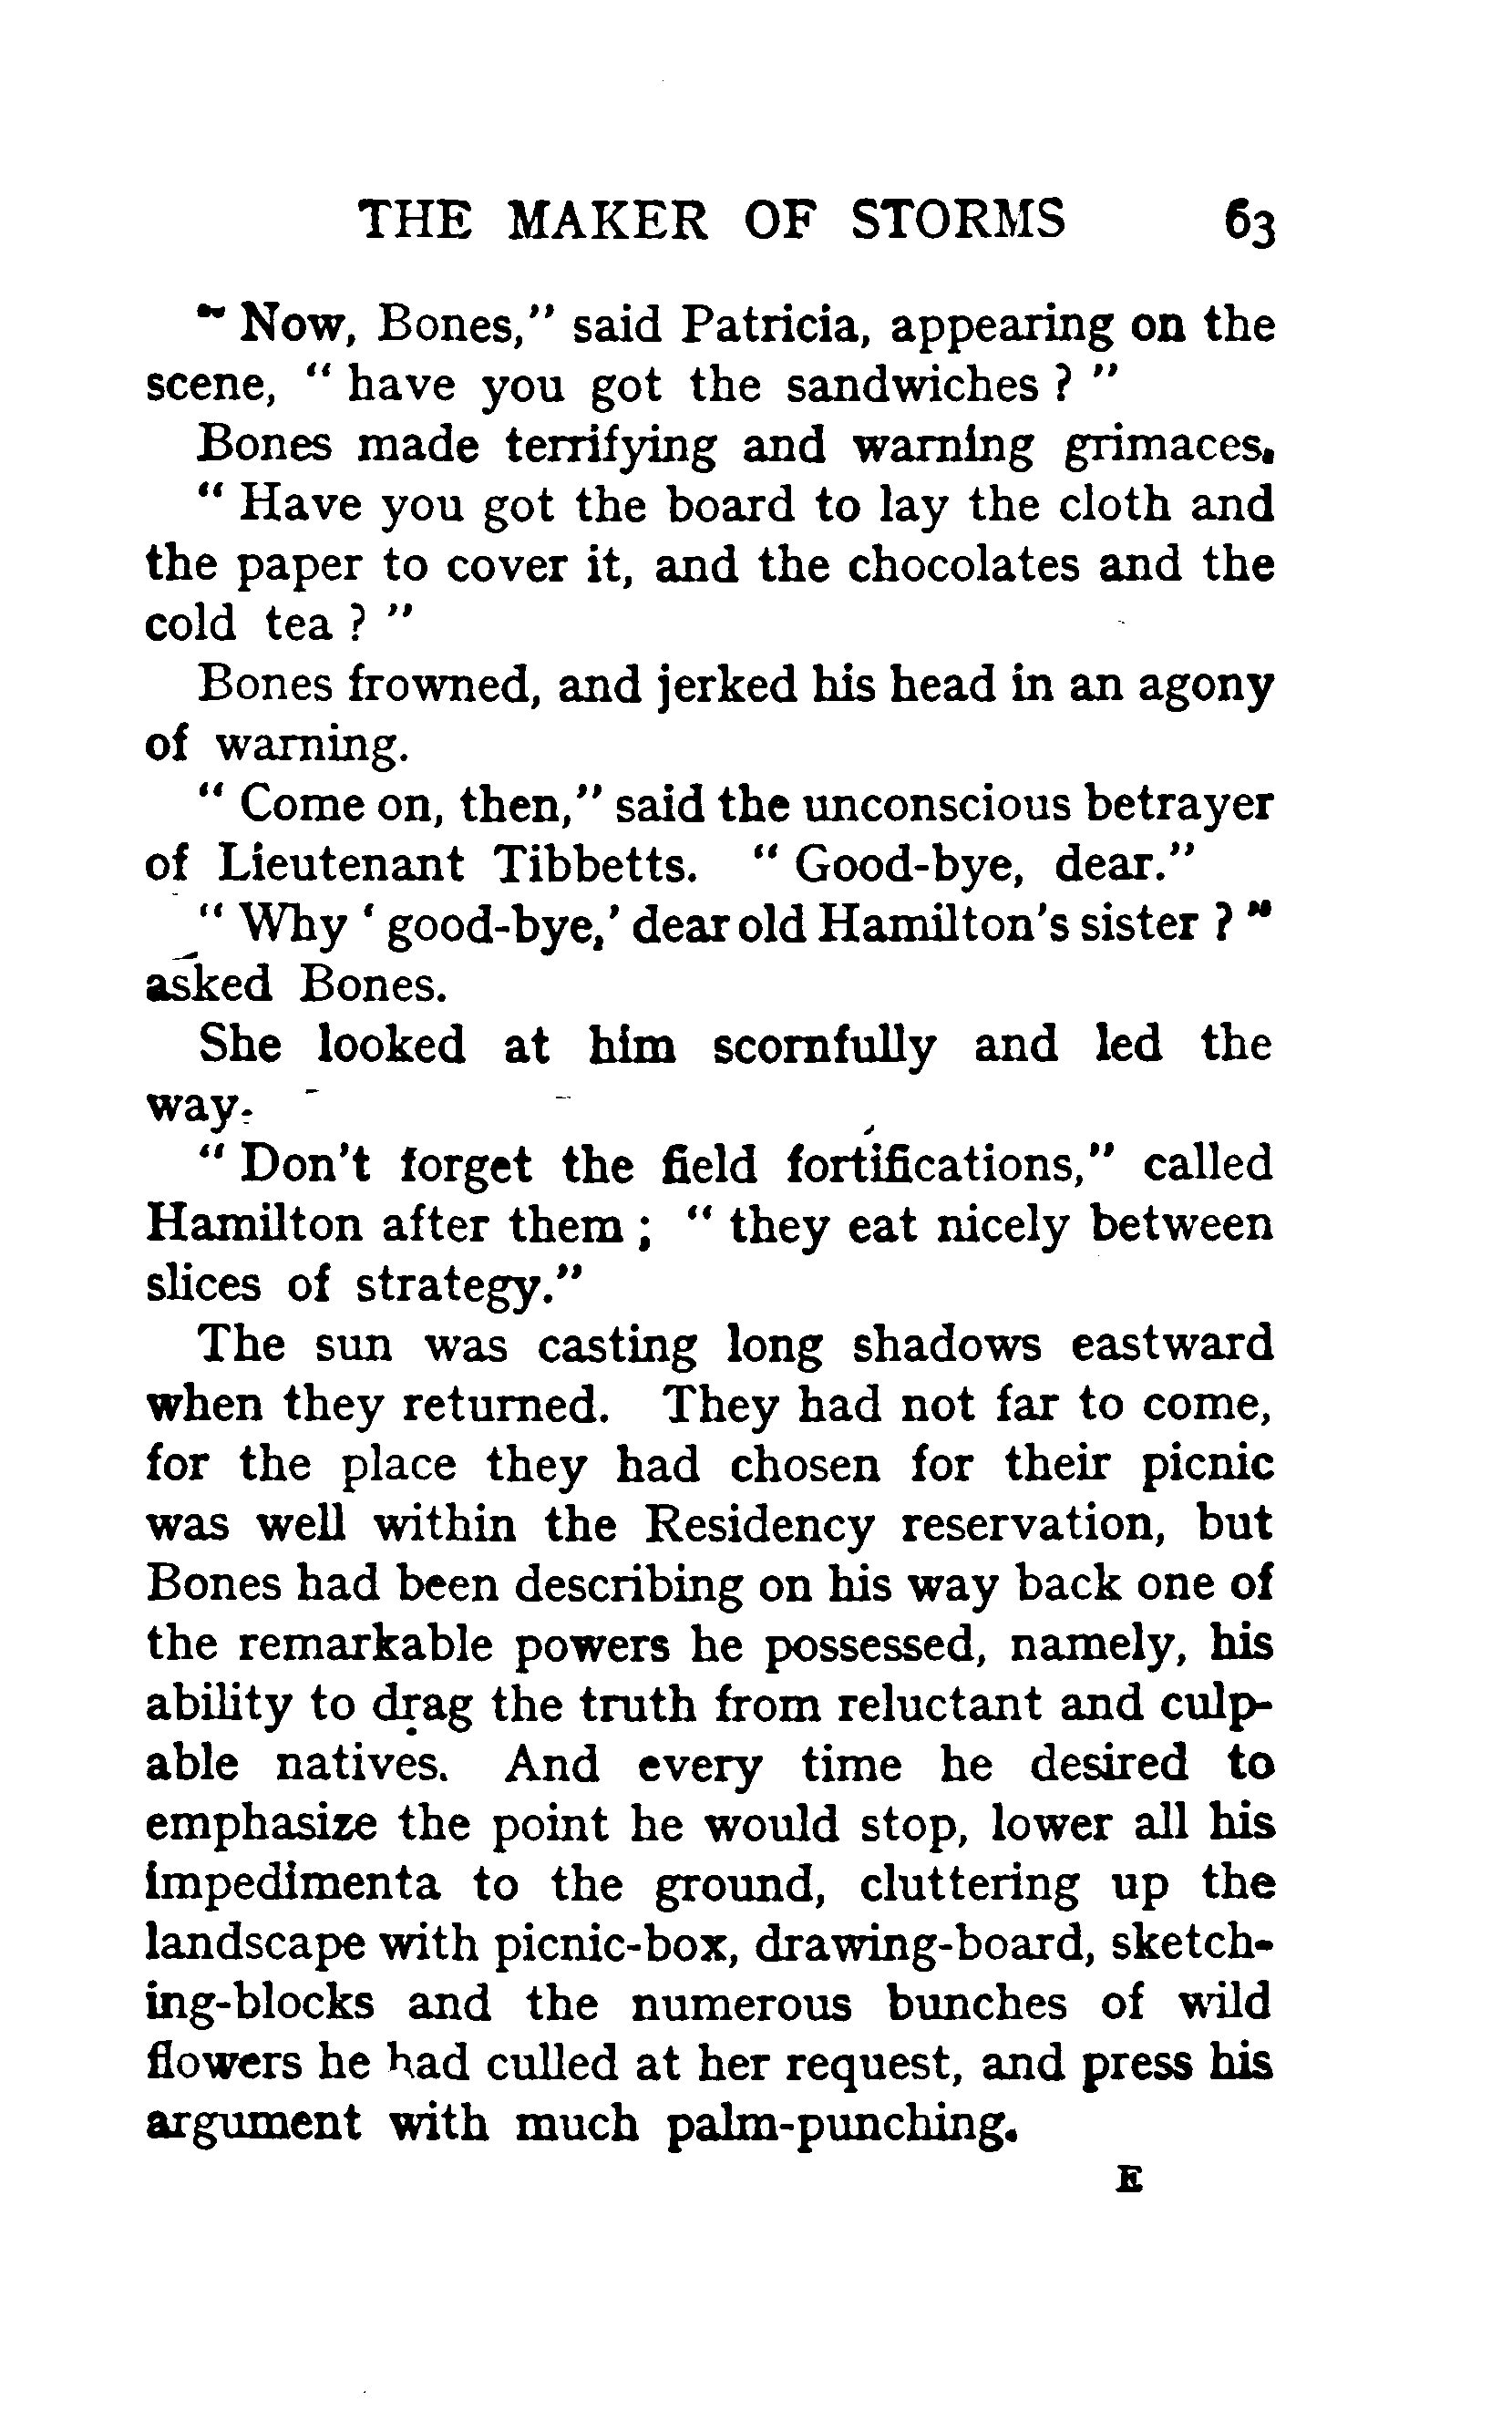 THE MAKER OF STORMS 63
" Now, Bones," said Patricia, appearing on the
scene, " have you got the sandwiches ? "
Bones made terrifying and warning grimaces.
" Have you got the board to lay the cloth and
the paper to cover it, and the chocolates and the
cold tea ? "
Bones frowned, and jerked his head in an agony
of warning.
" Come on, then," said the unconscious betrayer
of Lieutenant Tibbetts. " Good-bye, dear."
" Why ' good-bye,' dear old Hamilton's sister ? "
asked Bones.
She looked at him scornfully and led the
way.
" Don't forget the field fortifications," called
Hamilton after them ; " they eat nicely between
slices of strategy."
The sun was casting long shadows eastward
when they returned. They had not far to come,
for the place they had chosen for their picnic
was well within the Residency reservation, but
Bones had been describing on his way back one of
the remarkable powers he possessed, namely, his
ability to drag the truth from reluctant and culp-
able natives. And every time he desired to
emphasize the point he would stop, lower all his
impedimenta to the ground, cluttering up the
landscape with picnic-box, drawing-board, sketch-
ing-blocks and the numerous bunches of wild
flowers he had culled at her request, and press his
argument with much palm-punching.
E